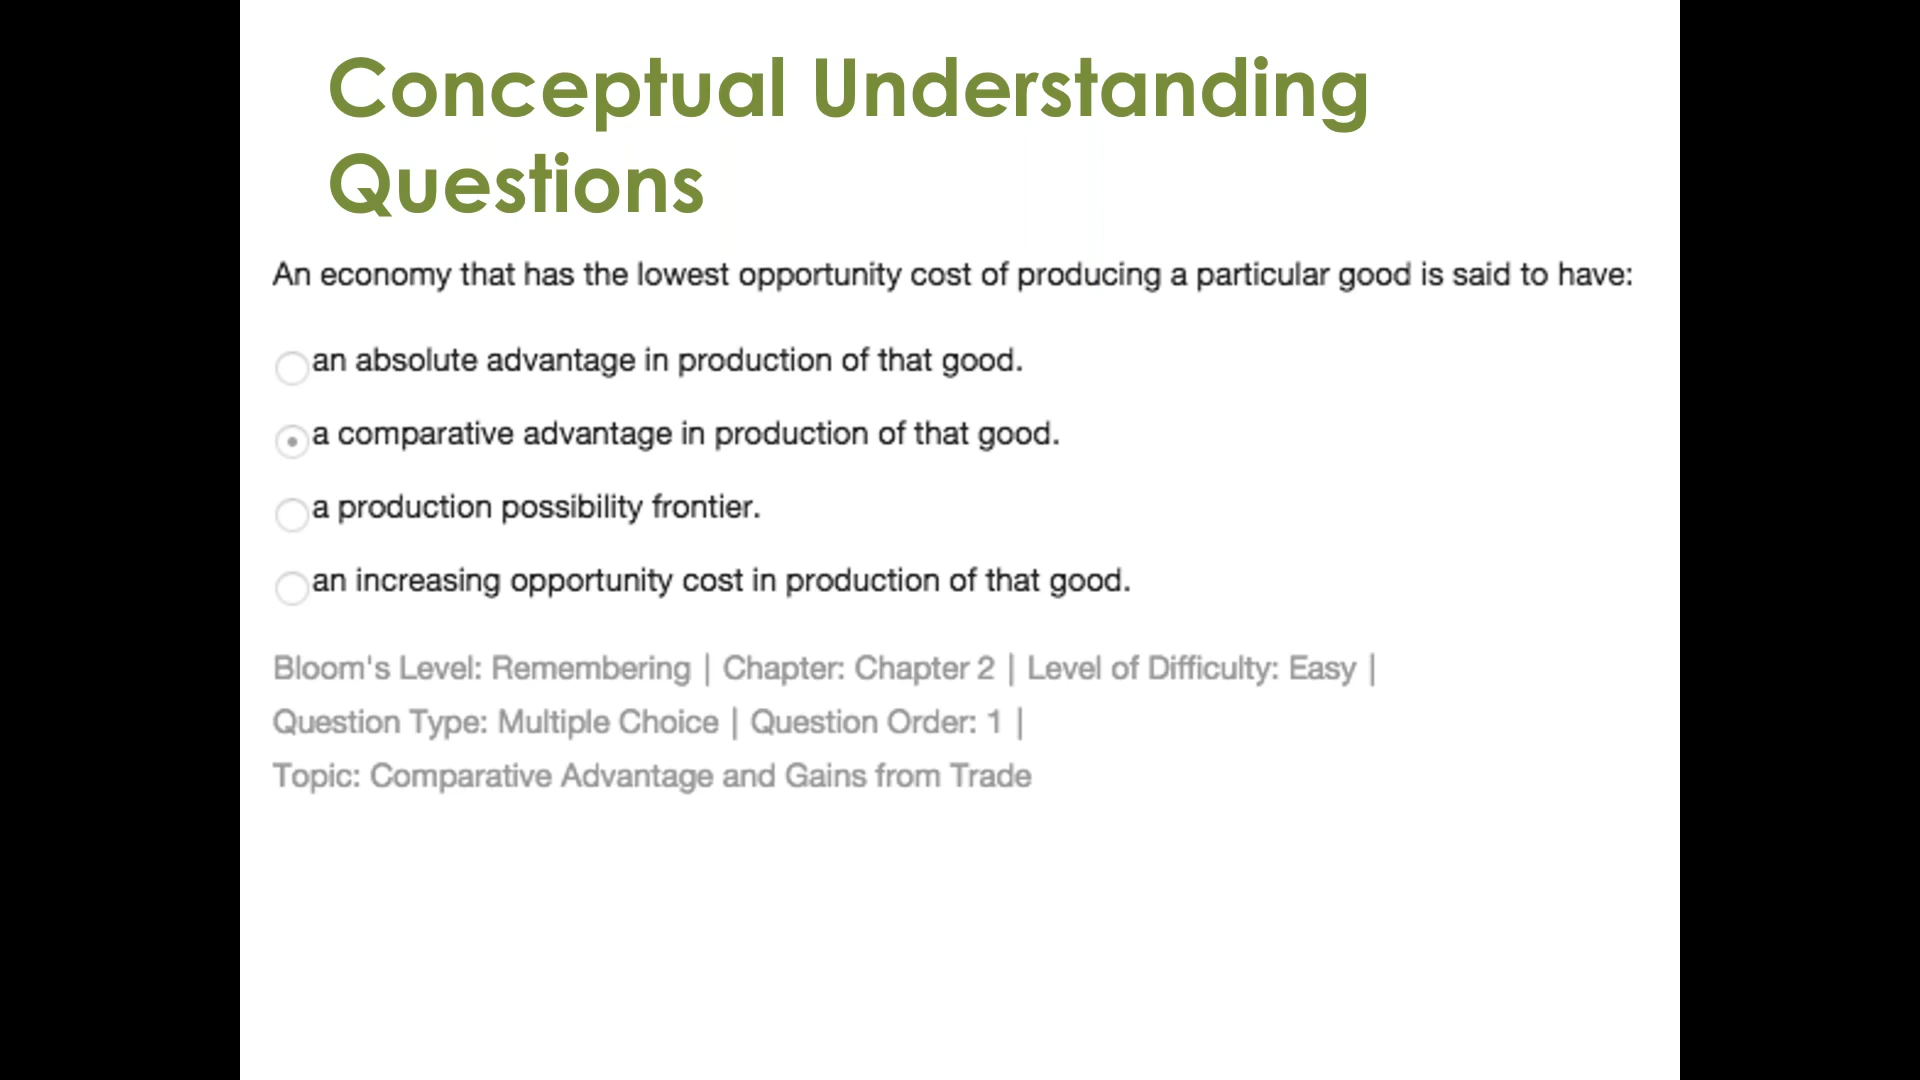 Conceptual Understanding
Questions
An economy that has the lowest opportunity cost of producing a particular good is said to have:
an absolute advantage in production of that good.
a comparative advantage in production of that good.
a production possibility frontier.
an increasing opportunity cost in production of that good.
Bloom's Level: Remembering | Chapter: Chapter 2 | Level of Difficulty: Easy |
Question Type: Multiple Choice | Question Order: 1 |
Topic: Comparative Advantage and Gains from Trade